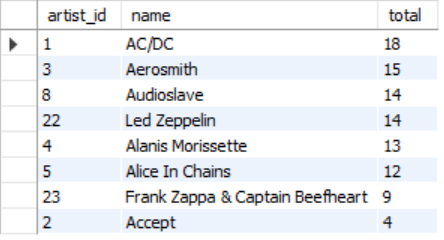 artist_id name total
1 AC/DC 18
3 Aerosmith 15
8 Audioslave 14
22 Led Zeppelin 14
4 Alanis Morissette 13
5 Alice In Chains 12
23 Frank Zappa & Captain Beefheart 9
2 Accept 4